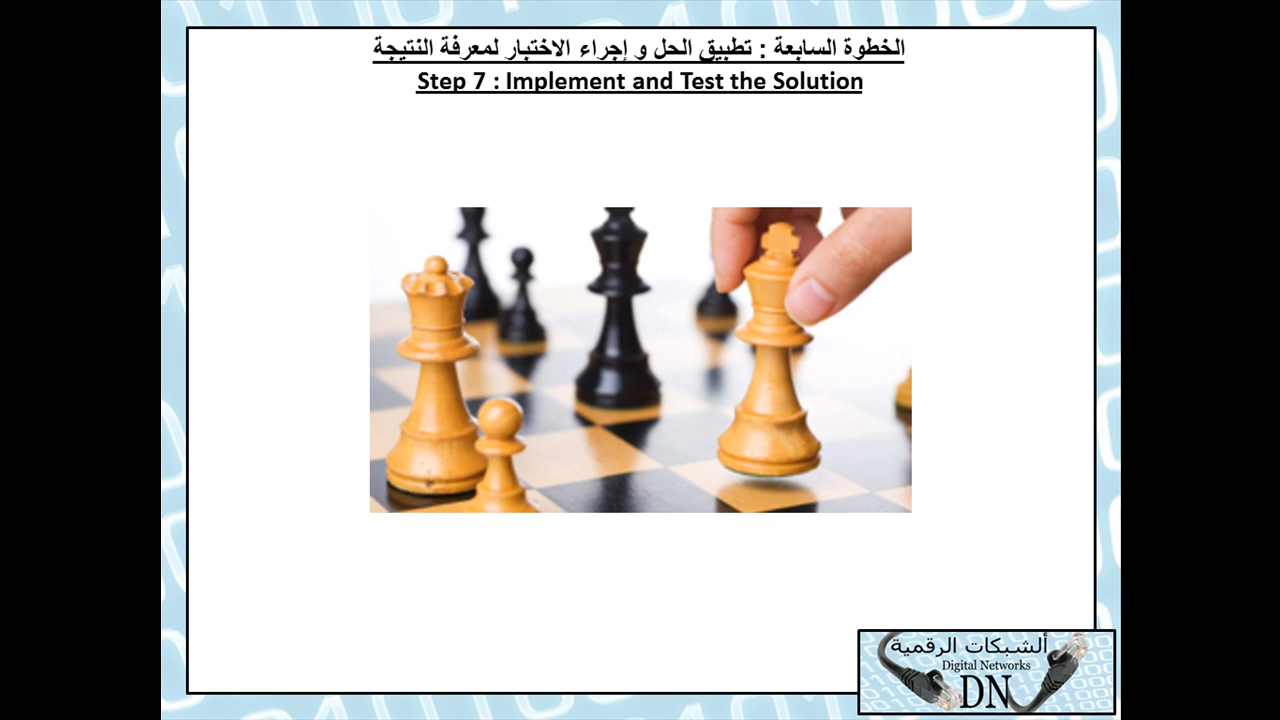 الخطوة السابعة : تطبيق الحل و إجراء الاختبار لمعرفة النتيجة
Step 7 : Implement and Test the Solution
ألشبكات الرقمية
Digital Networks
DN